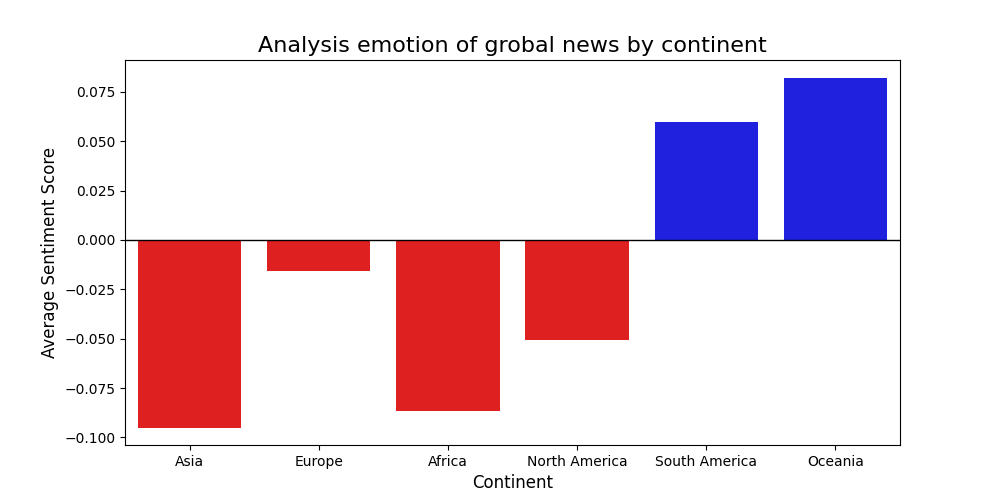 Analysis emotion of grobal news by continent
Average Sentiment Score
0.075
0.050
0.025
0.000
−0.025
−0.050
−0.075
−0.100
Asia Europe Africa North America South America Oceania
Continent